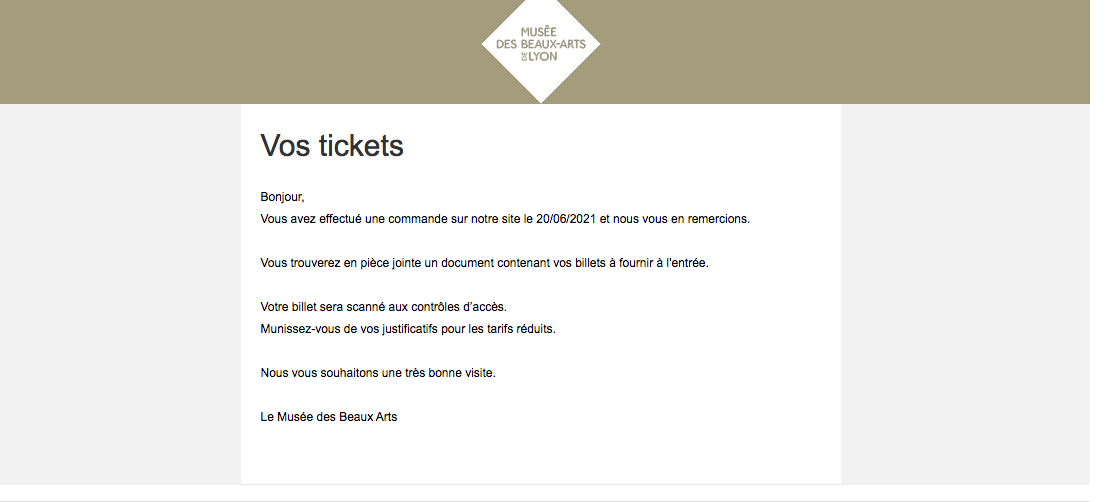 MUSÉE
DES BEAUX-ARTS
DE LYON
Vos tickets
Bonjour,
Vous avez effectué une commande sur notre site le 20/06/2021 et nous vous en remercions.
Vous trouverez en pièce jointe un document contenant vos billets à fournir à l'entrée.
Votre billet sera scanné aux contrôles d’accès.
Munissez-vous de vos justificatifs pour les tarifs réduits.
Nous vous souhaitons une très bonne visite.
Le Musée des Beaux Arts